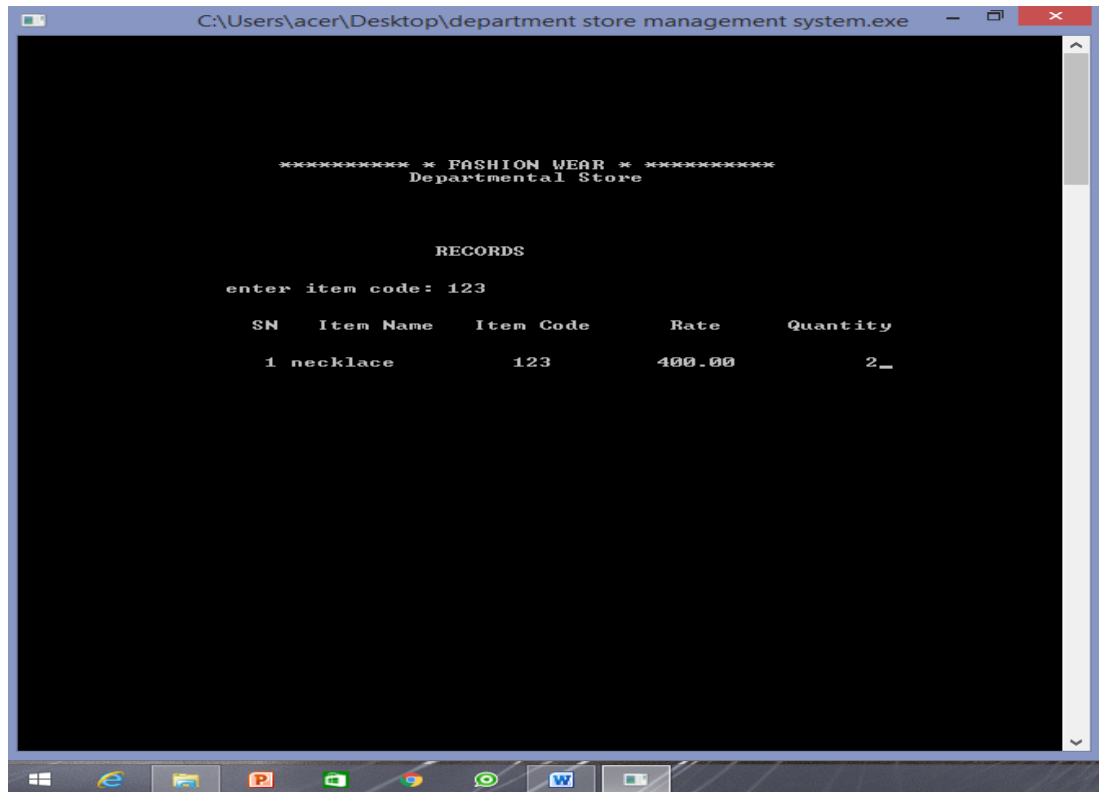 C:\Users\acer\Desktop\department store management system.exe
********** * FASHION WEAR * **********
Departmental Store
RECORDS
enter item code: 123
SN Item Name Item Code Rate Quantity
1 necklace 123 400.00 2_